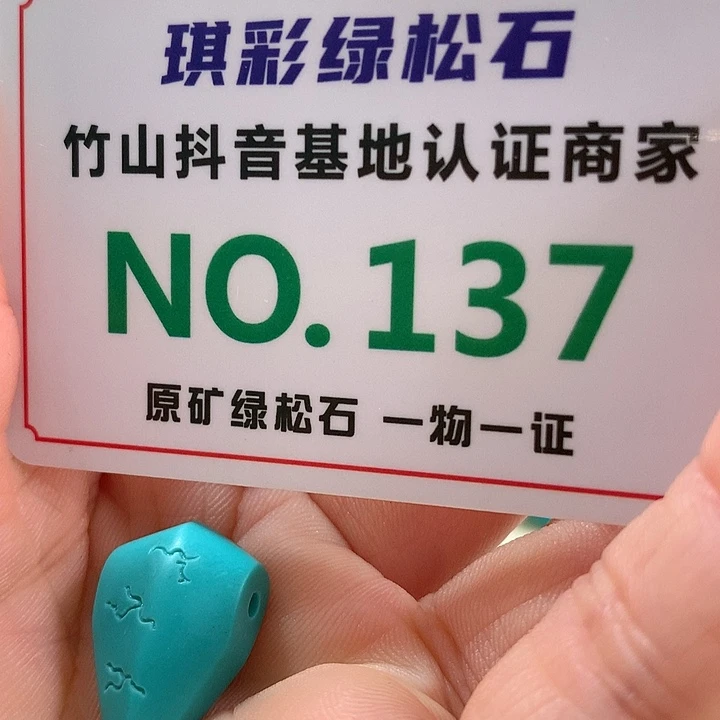 琪彩绿松石
竹山抖音基地认证商家
NO.137
原矿绿松石 一物一证